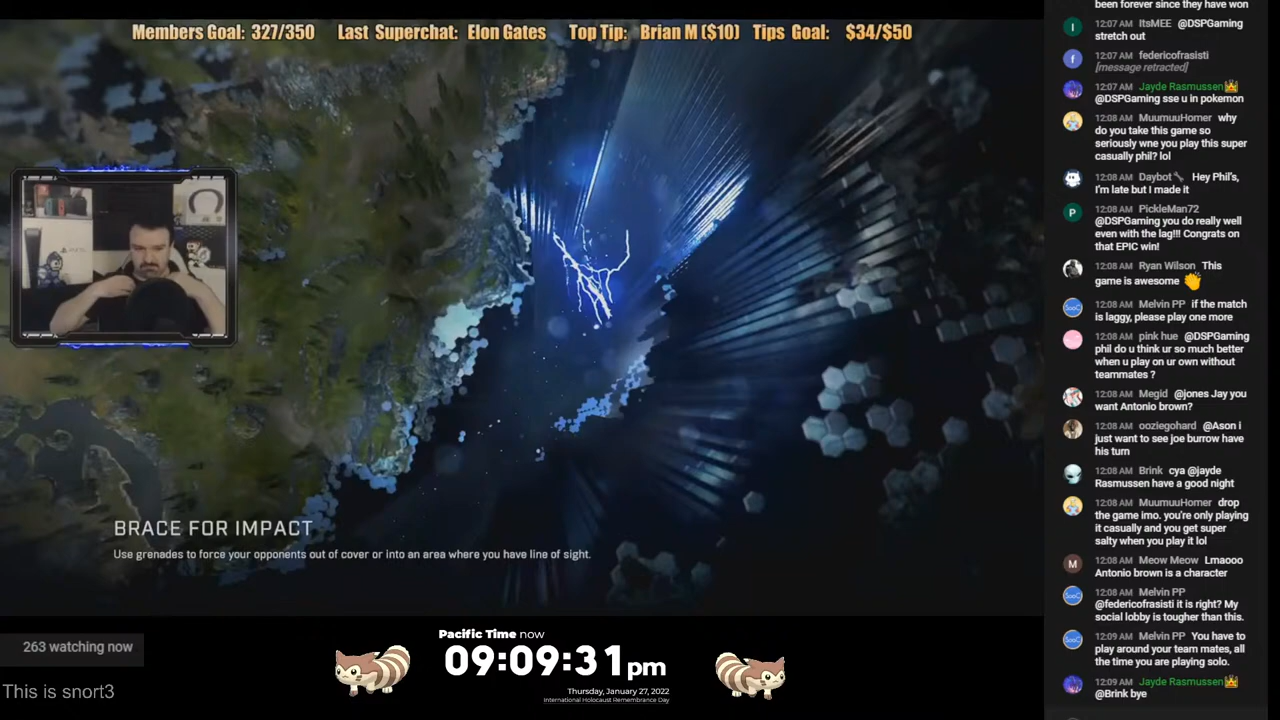 Members Goal: 327/350 Last Superchat: Elon Gates Top Tip: Brian M ($10) Tips Goal: $34/$50
BRACE FOR IMPACT
Use grenades to force your opponents out of cover or into an area where you have line of sight.
263 watching now
This is snort3
Pacific Time now
09:09:31pm
Thursday, January 27, 2022
International Holocaust Remembrance Day
been forever since they have won
12:07 AM ItsMEE @DSPGaming
stretch out
12:07 AM federicofrasisti
[message retracted]
12:07 AM Jayde Rasmussen
@DSPGaming sse u in pokemon
12:08 AM MuumuuHomer why
do you take this game so
seriously wne you play this super
casually phil? lol
12:08 AM Daybot Hey Phil's,
I'm late but I made it
12:08 AM PickleMan72
@DSPGaming you do really well
even with the lag!!! Congrats on
that EPIC win!
12:08 AM Ryan Wilson This
game is awesome 👏
12:08 AM Melvin PP if the match
is laggy, please play one more
12:08 AM pink hue @DSPGaming
phil do u think ur so much better
when u play on ur own without
teammates ?
12:08 AM Megid @jones Jay you
want Antonio brown?
12:08 AM ooziegohard @Ason i
just want to see joe burrow have
his turn
12:08 AM Brink cya @jayde
Rasmussen have a good night
12:08 AM MuumuuHomer drop
the game imo. you're only playing
it casually and you get super
salty when you play it lol
12:08 AM Meow Meow Lmaooo
Antonio brown is a character
12:08 AM Melvin PP
@federicofrasisti it is right? My
social lobby is tougher than this.
12:09 AM Melvin PP You have to
play around your team mates, all
the time you are playing solo.
12:09 AM Jayde Rasmussen
@Brink bye